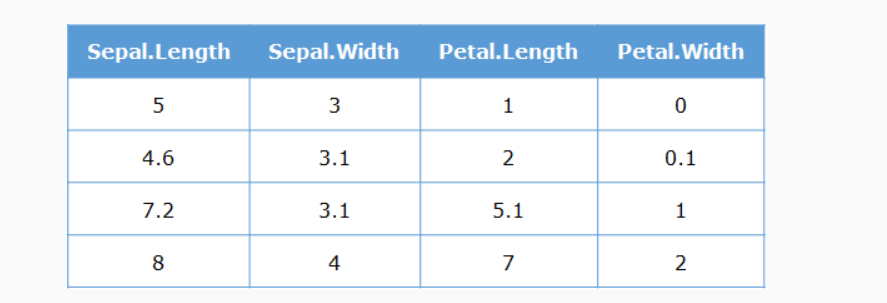 Sepal.Length Sepal.Width Petal.Length Petal.Width
5 3 1 0
4.6 3.1 2 0.1
7.2 3.1 5.1 1
8 4 7 2